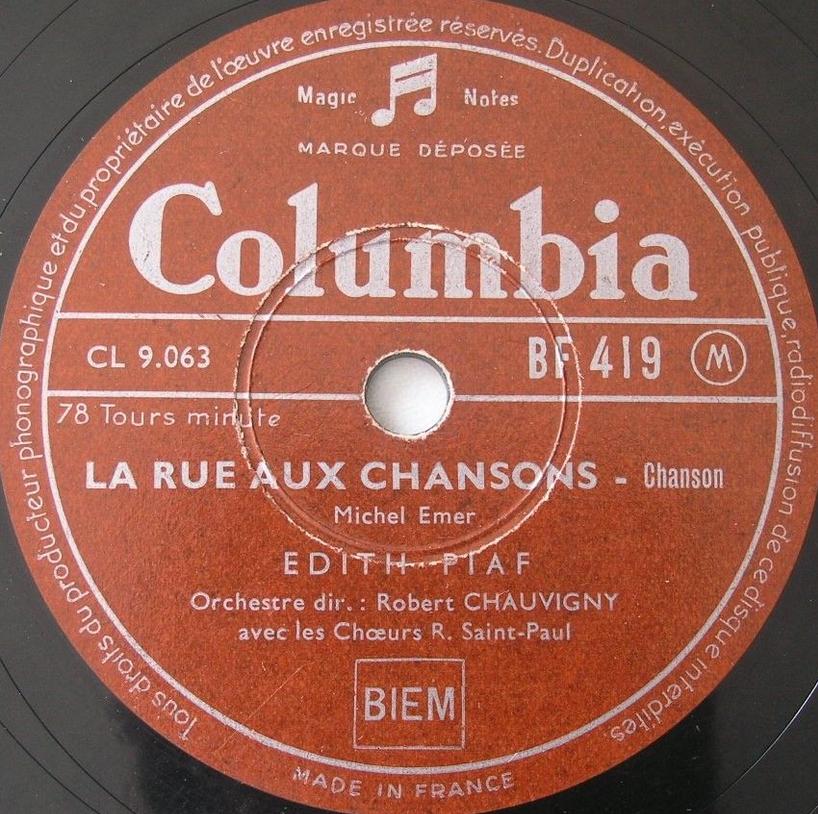 Tous droits du producteur phonographique et du propriétaire de l'œuvre enregistrée réservés. Duplication, exécution publique, radiodiffusion de ce disque interdites.
Magic Notes
MARQUE DÉPOSÉE
Columbia
CL 9.063 BF 419 M
78 Tours minute
LA RUE AUX CHANSONS - Chanson
Michel Emer
EDITH PIAF
Orchestre dir. : Robert CHAUVIGNY
avec les Chœurs R. Saint-Paul
BIEM
MADE IN FRANCE